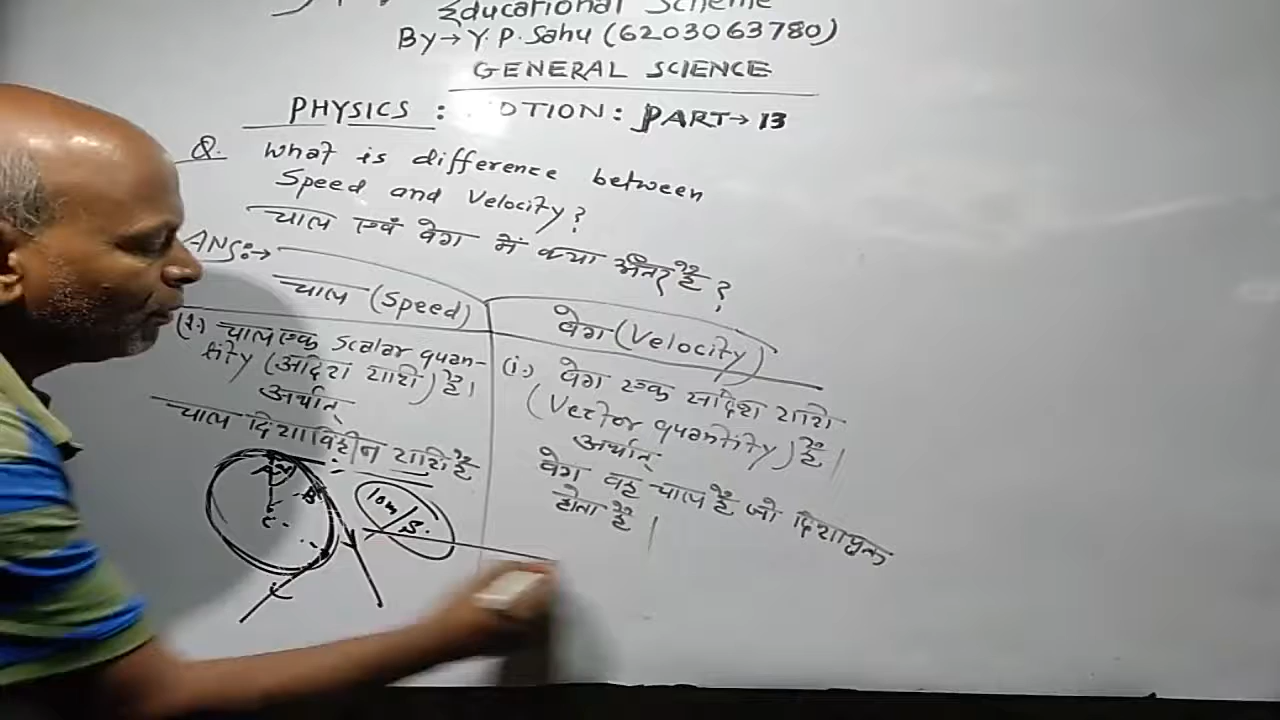 Educational Scheme
By→Y.P.Sahu (6203063780)
GENERAL SCIENCE
PHYSICS : OTION: PART→13
Q. What is difference between
Speed and Velocity?
चाल एवं वेग में क्या अंतर है?
ANS:→
चाल (Speed)
वेग (Velocity)
(1.) चाल एक Scalar quan-
tity (अदिश राशि) है।
अर्थात्
चाल दिशाविहीन राशि है
(i.) वेग एक सदिश राशि
(Vector quantity) है।
अर्थात्
वेग वह चाल है जो दिशायुक्त
होता है।
A
B
C
10m/s.